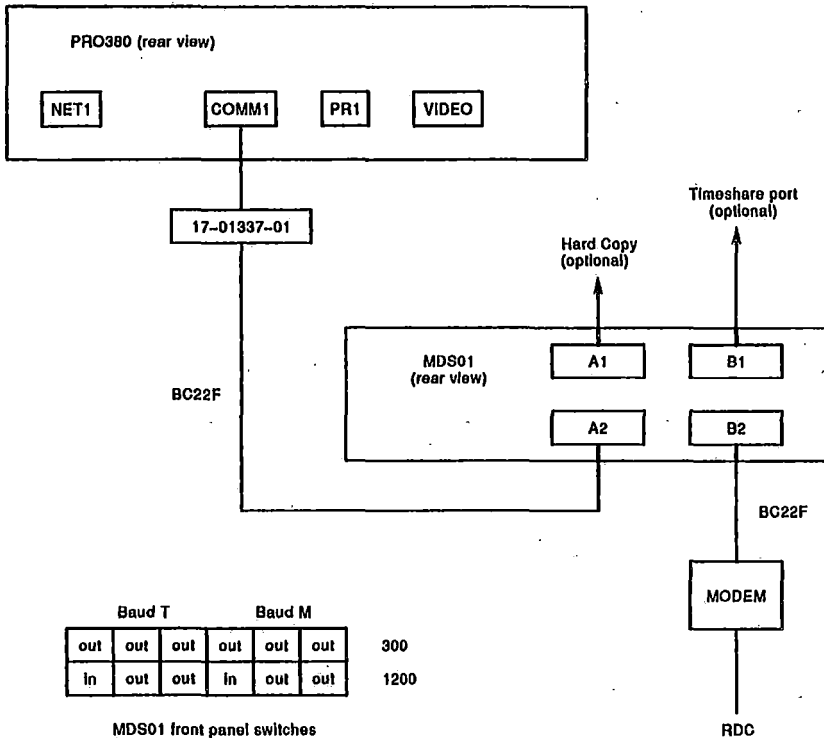 PRO380 (rear view)
NET1
COMM1
PR1
VIDEO
17-01337-01
Timeshare port
(optional)
Hard Copy
(optional)
MDS01
(rear view)
A1
B1
A2
B2
BC22F
BC22F
MODEM
Baud T Baud M
out out out out out out 300
in out out in out out 1200
MDS01 front panel switches
RDC